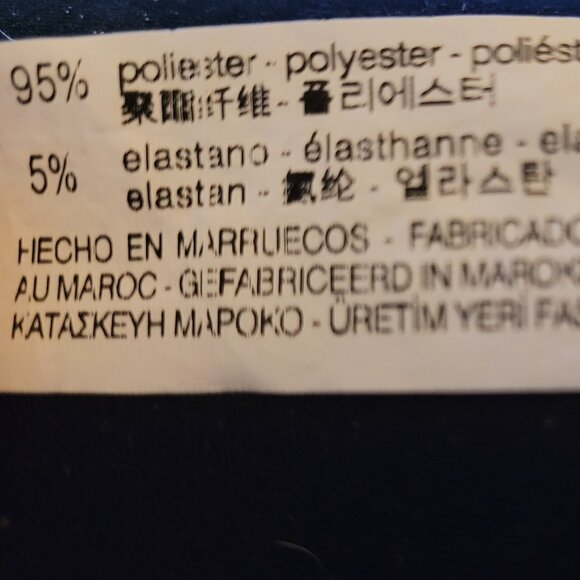 95% poliester - polyester - poliést
聚酯纤维 - 폴리에스터
5% elastano - élasthanne - ela
elastan - 氨纶 - 엘라스탄
HECHO EN MARRUECOS - FABRICADO
AU MAROC - GEFABRICEERD IN MAROK
ΚΑΤΑΣΚΕΥΗ ΜΑΡΟΚΟ - ÜRETİM YERİ FAS